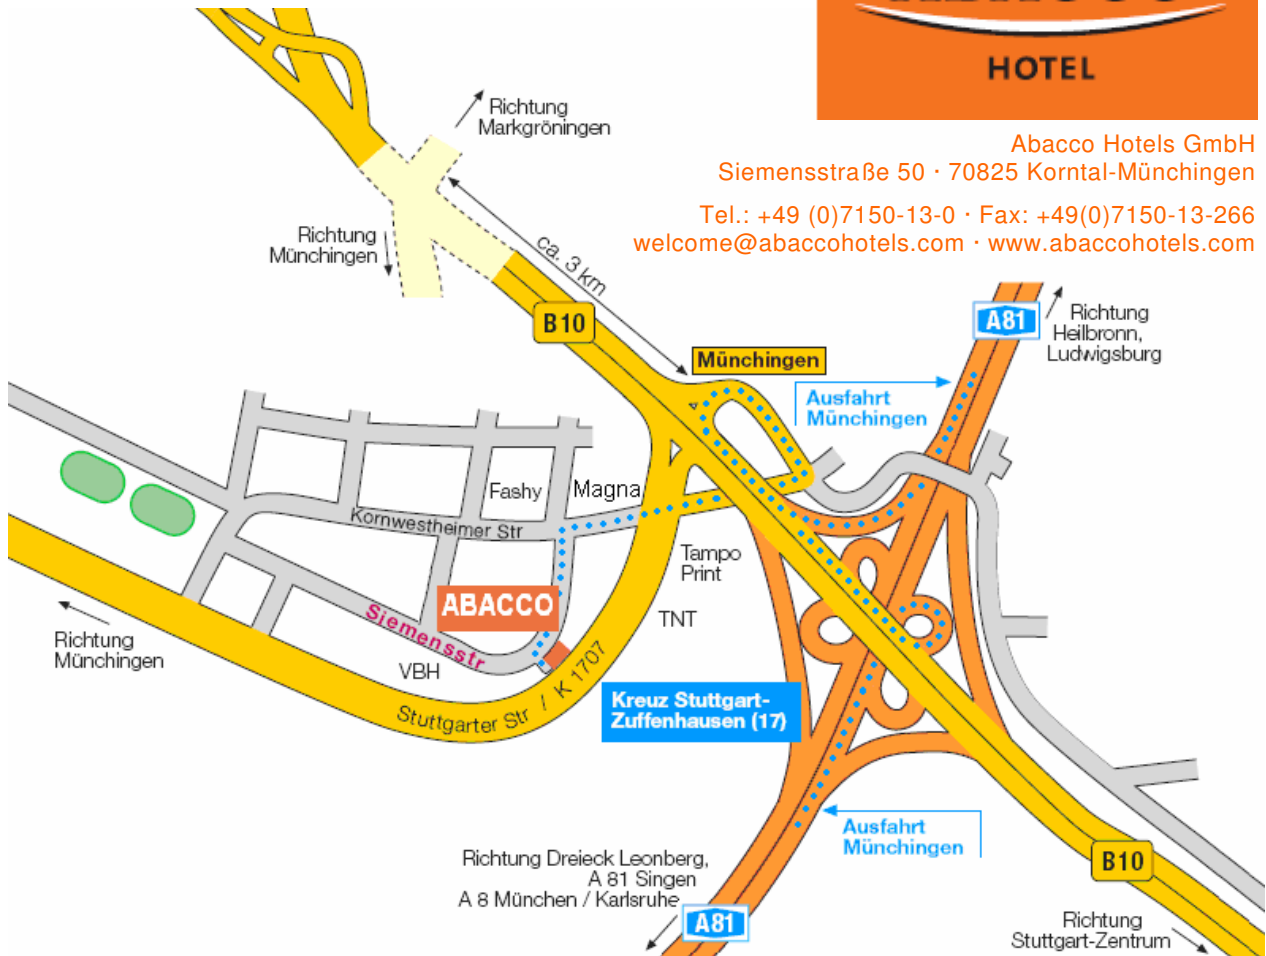 HOTEL
Abacco Hotels GmbH
Siemensstraße 50 · 70825 Korntal-Münchingen
Tel.: +49 (0)7150-13-0 · Fax: +49(0)7150-13-266
welcome@abaccohotels.com · www.abaccohotels.com
Richtung
Markgröningen
Richtung
Münchingen
ca. 3 km
B10
Münchingen
A81
Richtung
Heilbronn,
Ludwigsburg
Ausfahrt
Münchingen
Fashy
Magna
Kornwestheimer Str
Tampo
Print
ABACCO
TNT
Siemensstr
VBH
Richtung
Münchingen
Stuttgarter Str / K 1707
Kreuz Stuttgart-
Zuffenhausen (17)
Ausfahrt
Münchingen
B10
Richtung Dreieck Leonberg,
A 81 Singen
A 8 München / Karlsruhe
A81
Richtung
Stuttgart-Zentrum